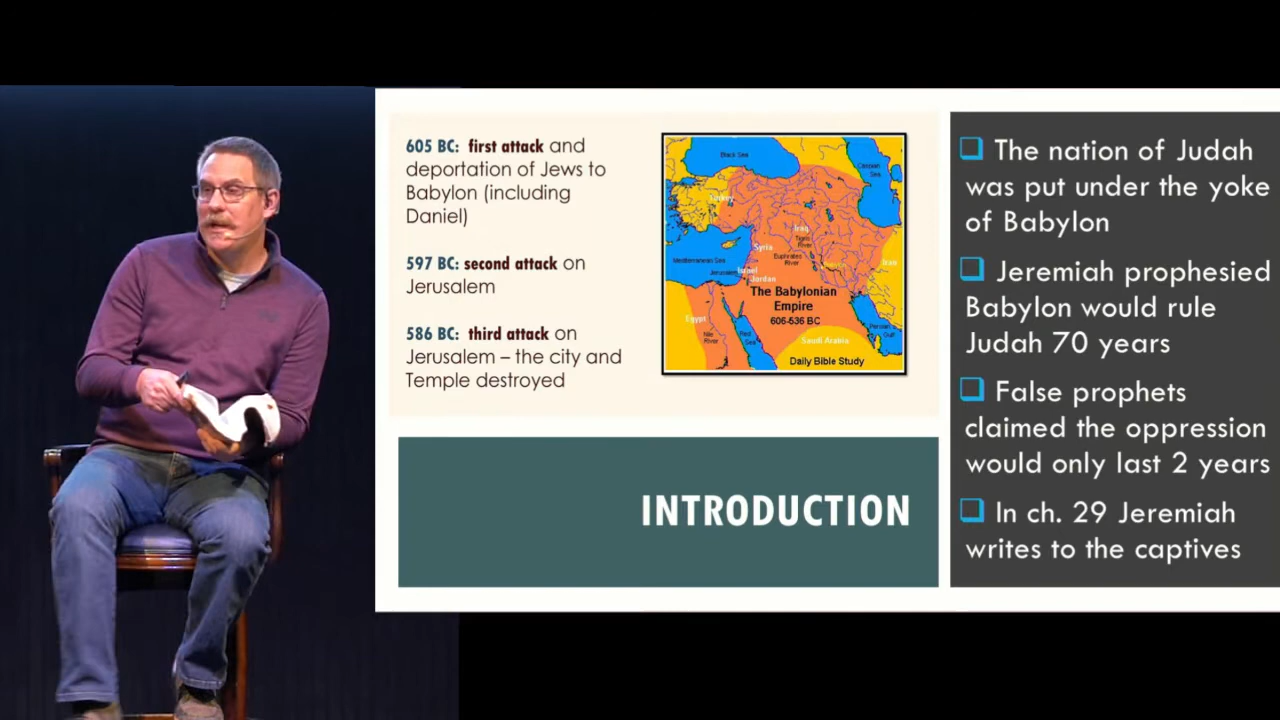 605 BC: first attack and
deportation of Jews to
Babylon (including
Daniel)
597 BC: second attack on
Jerusalem
586 BC: third attack on
Jerusalem – the city and
Temple destroyed
Black Sea
Caspian
Sea
Turkey
Syria
Iraq
Tigris
River
Euphrates
River
Iran
Mediterranean Sea
Jerusalem
Israel
Jordan
The Babylonian
Empire
606-536 BC
Egypt
Nile
River
Red
Sea
Persian
Gulf
Saudi Arabia
Daily Bible Study
INTRODUCTION
❑ The nation of Judah
was put under the yoke
of Babylon
❑ Jeremiah prophesied
Babylon would rule
Judah 70 years
❑ False prophets
claimed the oppression
would only last 2 years
❑ In ch. 29 Jeremiah
writes to the captives